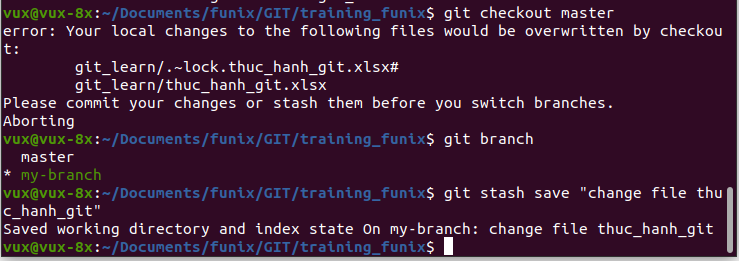 vux@vux-8x:~/Documents/funix/GIT/training_funix$ git checkout master
error: Your local changes to the following files would be overwritten by checkou
t:
        git_learn/.~lock.thuc_hanh_git.xlsx#
        git_learn/thuc_hanh_git.xlsx
Please commit your changes or stash them before you switch branches.
Aborting
vux@vux-8x:~/Documents/funix/GIT/training_funix$ git branch
  master
* my-branch
vux@vux-8x:~/Documents/funix/GIT/training_funix$ git stash save "change file thu
c_hanh_git"
Saved working directory and index state On my-branch: change file thuc_hanh_git
vux@vux-8x:~/Documents/funix/GIT/training_funix$